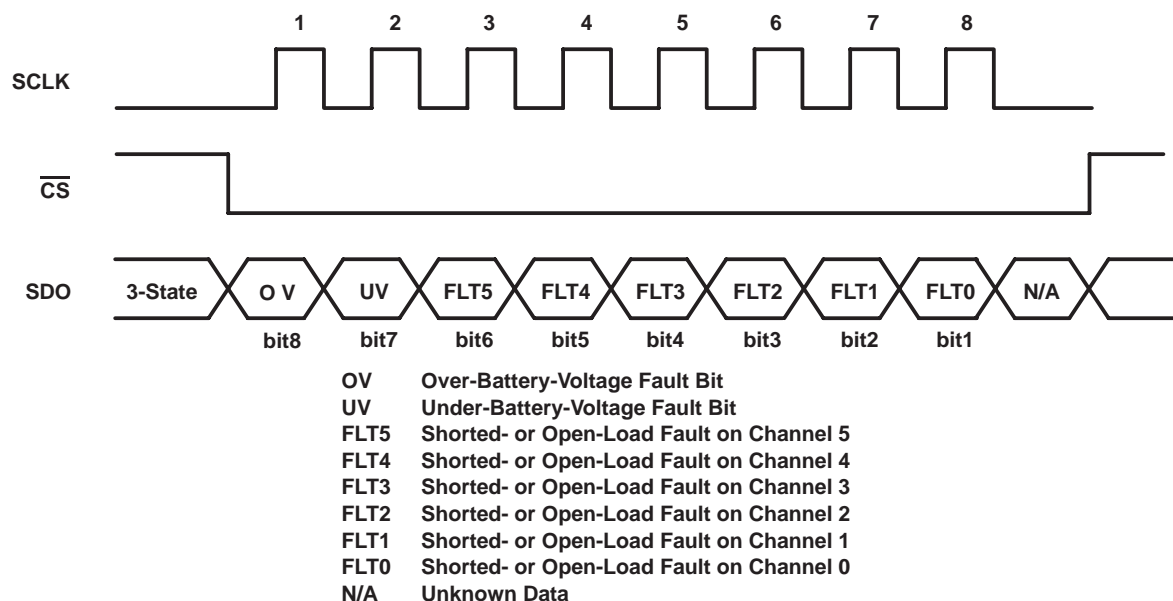 1 2 3 4 5 6 7 8
SCLK
CS
SDO 3-State O V UV FLT5 FLT4 FLT3 FLT2 FLT1 FLT0 N/A
bit8 bit7 bit6 bit5 bit4 bit3 bit2 bit1
OV Over-Battery-Voltage Fault Bit
UV Under-Battery-Voltage Fault Bit
FLT5 Shorted- or Open-Load Fault on Channel 5
FLT4 Shorted- or Open-Load Fault on Channel 4
FLT3 Shorted- or Open-Load Fault on Channel 3
FLT2 Shorted- or Open-Load Fault on Channel 2
FLT1 Shorted- or Open-Load Fault on Channel 1
FLT0 Shorted- or Open-Load Fault on Channel 0
N/A Unknown Data